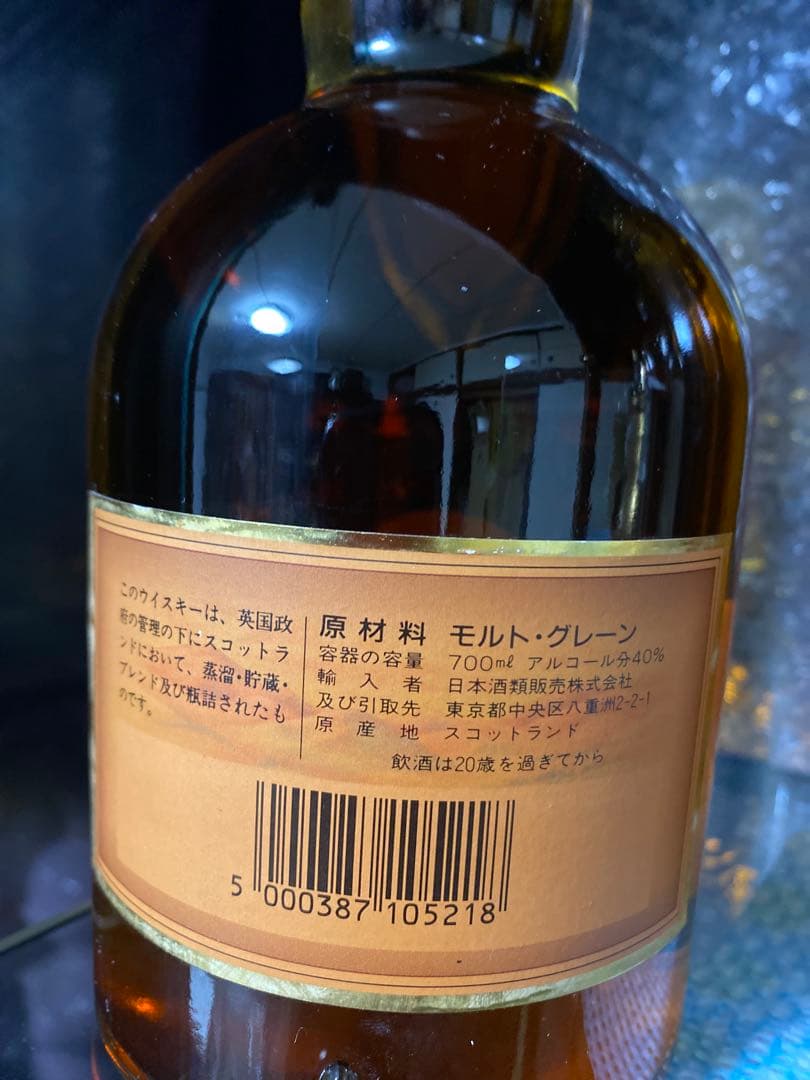 このウイスキーは、英国政
府の管理の下にスコットラ
ンドにおいて、蒸溜・貯蔵・
ブレンド及び瓶詰されたも
のです。
原材料 モルト・グレーン
容器の容量 700ml アルコール分40%
輸入者 日本酒類販売株式会社
及び引取先 東京都中央区八重洲2-2-1
原産地 スコットランド
飲酒は20歳を過ぎてから
5 000387 105218